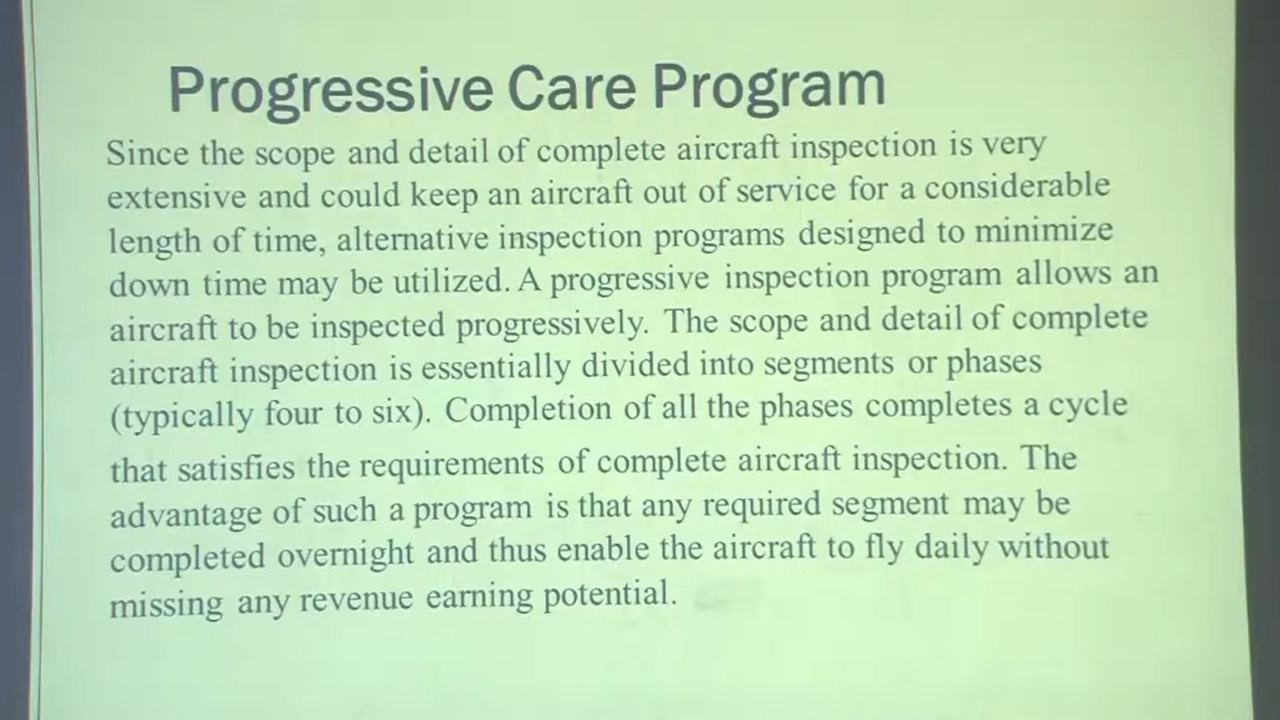 Progressive Care Program
Since the scope and detail of complete aircraft inspection is very
extensive and could keep an aircraft out of service for a considerable
length of time, alternative inspection programs designed to minimize
down time may be utilized. A progressive inspection program allows an
aircraft to be inspected progressively. The scope and detail of complete
aircraft inspection is essentially divided into segments or phases
(typically four to six). Completion of all the phases completes a cycle
that satisfies the requirements of complete aircraft inspection. The
advantage of such a program is that any required segment may be
completed overnight and thus enable the aircraft to fly daily without
missing any revenue earning potential.